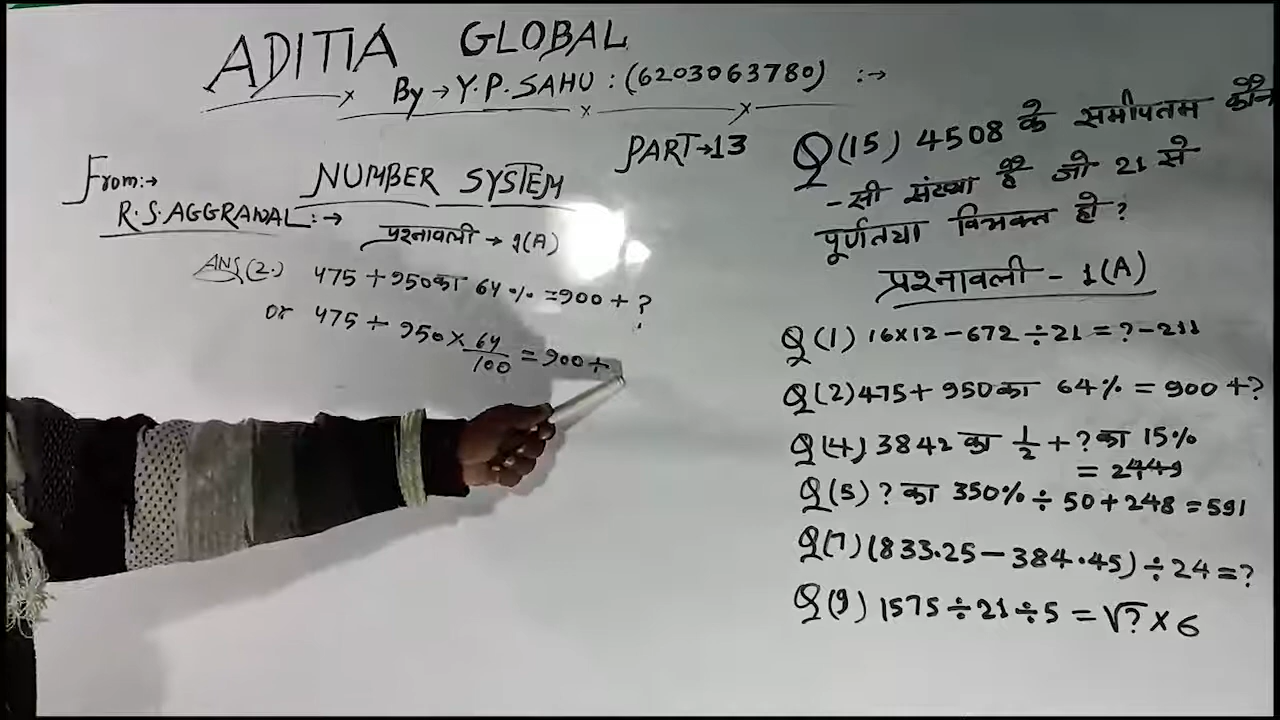 ADITIA GLOBAL
By → Y.P. SAHU : (6203063780) :→
PART→13
From:→
NUMBER SYSTEM
R.S.AGGRAWAL:→
प्रश्नावली → 1(A)
ANS(2.) 475 + 950का 64% = 900 + ?
or 475 + 950 × 64/100 = 900 +
Q(15) 4508 के समीपतम कौन
-सी संख्या है जो 21 से
पूर्णतया विभक्त हो?
प्रश्नावली - 1(A)
Q(1) 16×12-672÷21 = ?-211
Q(2) 475+ 950का 64% = 900 +?
Q(4) 3842 का 1/2 + ?का 15%
= 2449
Q(5) ? का 350% ÷ 50+248 = 591
Q(7) (833.25-384.45) ÷24=?
Q(9) 1575÷21÷5 = √? × 6